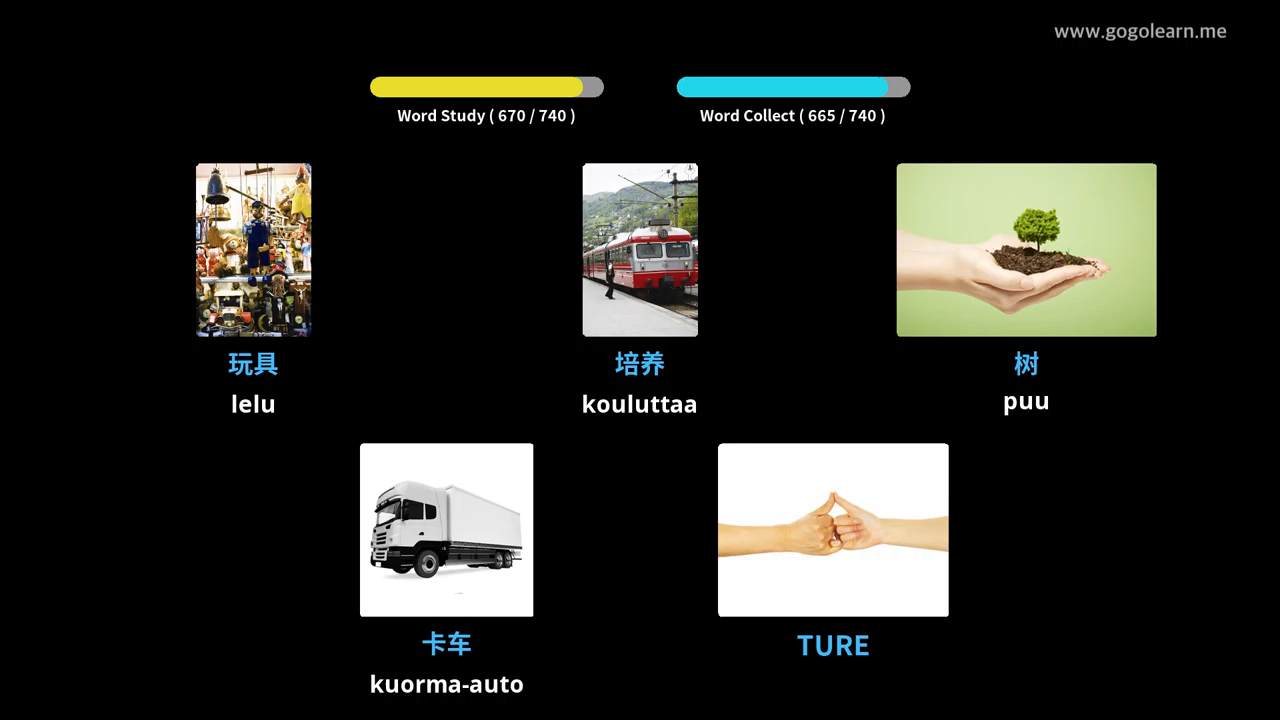 www.gogolearn.me
Word Study ( 670 / 740 )
Word Collect ( 665 / 740 )
玩具
lelu
培养
kouluttaa
树
puu
卡车
kuorma-auto
TURE